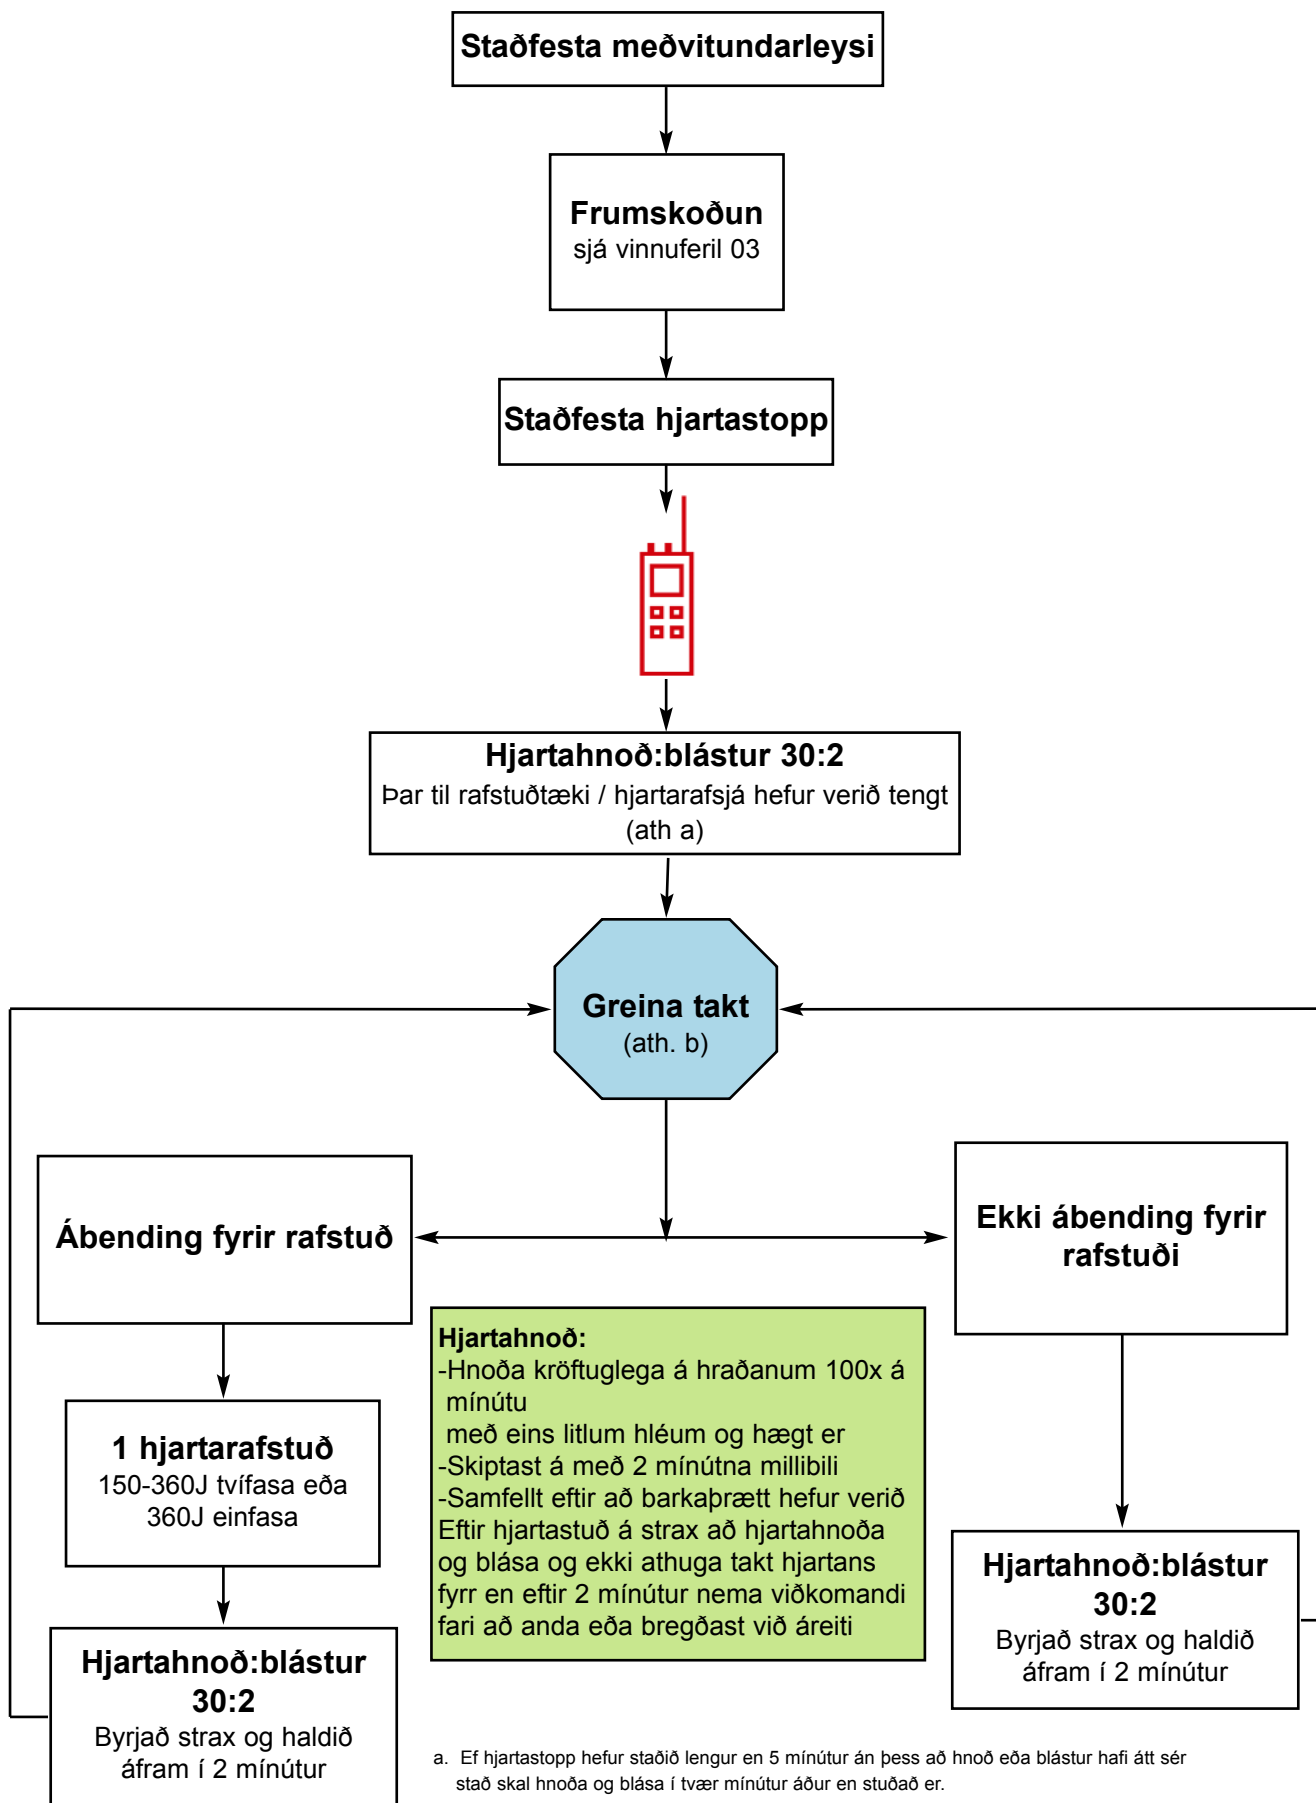 Staðfesta meðvitundarleysi
Frumskoðun
sjá vinnuferil 03
Staðfesta hjartastopp
Hjartahnoð:blástur 30:2
Þar til rafstuðtæki / hjartarafsjá hefur verið tengt
(ath a)
Greina takt
(ath. b)
Ábending fyrir rafstuð
Ekki ábending fyrir
rafstuði
1 hjartarafstuð
150-360J tvífasa eða
360J einfasa
Hjartahnoð:
-Hnoða kröftuglega á hraðanum 100x á
mínútu
með eins litlum hléum og hægt er
-Skiptast á með 2 mínútna millibili
-Samfellt eftir að barkaþrætt hefur verið
Eftir hjartastuð á strax að hjartahnoða
og blása og ekki athuga takt hjartans
fyrr en eftir 2 mínútur nema viðkomandi
fari að anda eða bregðast við áreiti
Hjartahnoð:blástur
30:2
Byrjað strax og haldið
áfram í 2 mínútur
Hjartahnoð:blástur
30:2
Byrjað strax og haldið
áfram í 2 mínútur
a. Ef hjartastopp hefur staðið lengur en 5 mínútur án þess að hnoð eða blástur hafi átt sér
stað skal hnoða og blása í tvær mínútur áður en stuðað er.